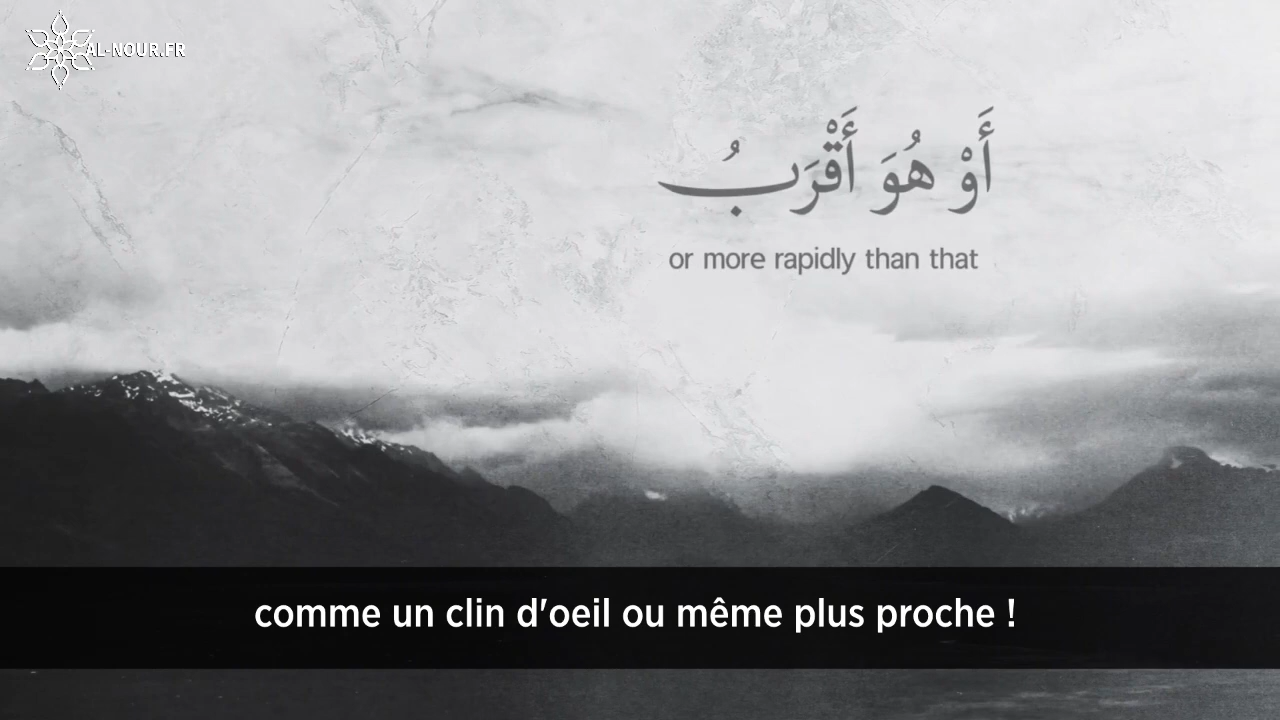 AL-NOUR.FR
أَوْ هُوَ أَقْرَبُ
or more rapidly than that
comme un clin d'oeil ou même plus proche !